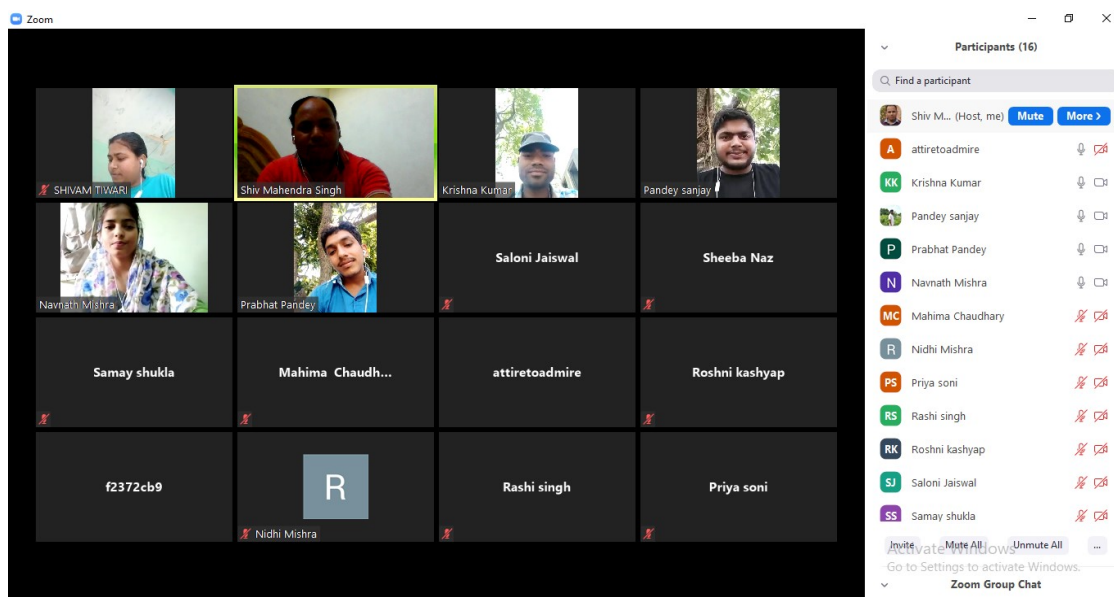 Zoom
SHIVAM TIWARI
Shiv Mahendra Singh
Krishna Kumar
Pandey sanjay
Navnath Mishra
Prabhat Pandey
Saloni Jaiswal
Sheeba Naz
Samay shukla
Mahima Chaudh...
attiretoadmire
Roshni kashyap
f2372cb9
R
Nidhi Mishra
Rashi singh
Priya soni
Participants (16)
Find a participant
Shiv M... (Host, me) Mute More >
A attiretoadmire
KK Krishna Kumar
Pandey sanjay
P Prabhat Pandey
N Navnath Mishra
MC Mahima Chaudhary
R Nidhi Mishra
PS Priya soni
RS Rashi singh
RK Roshni kashyap
SJ Saloni Jaiswal
SS Samay shukla
Invite Mute All Unmute All ...
Activate Windows
Go to Settings to activate Windows.
Zoom Group Chat